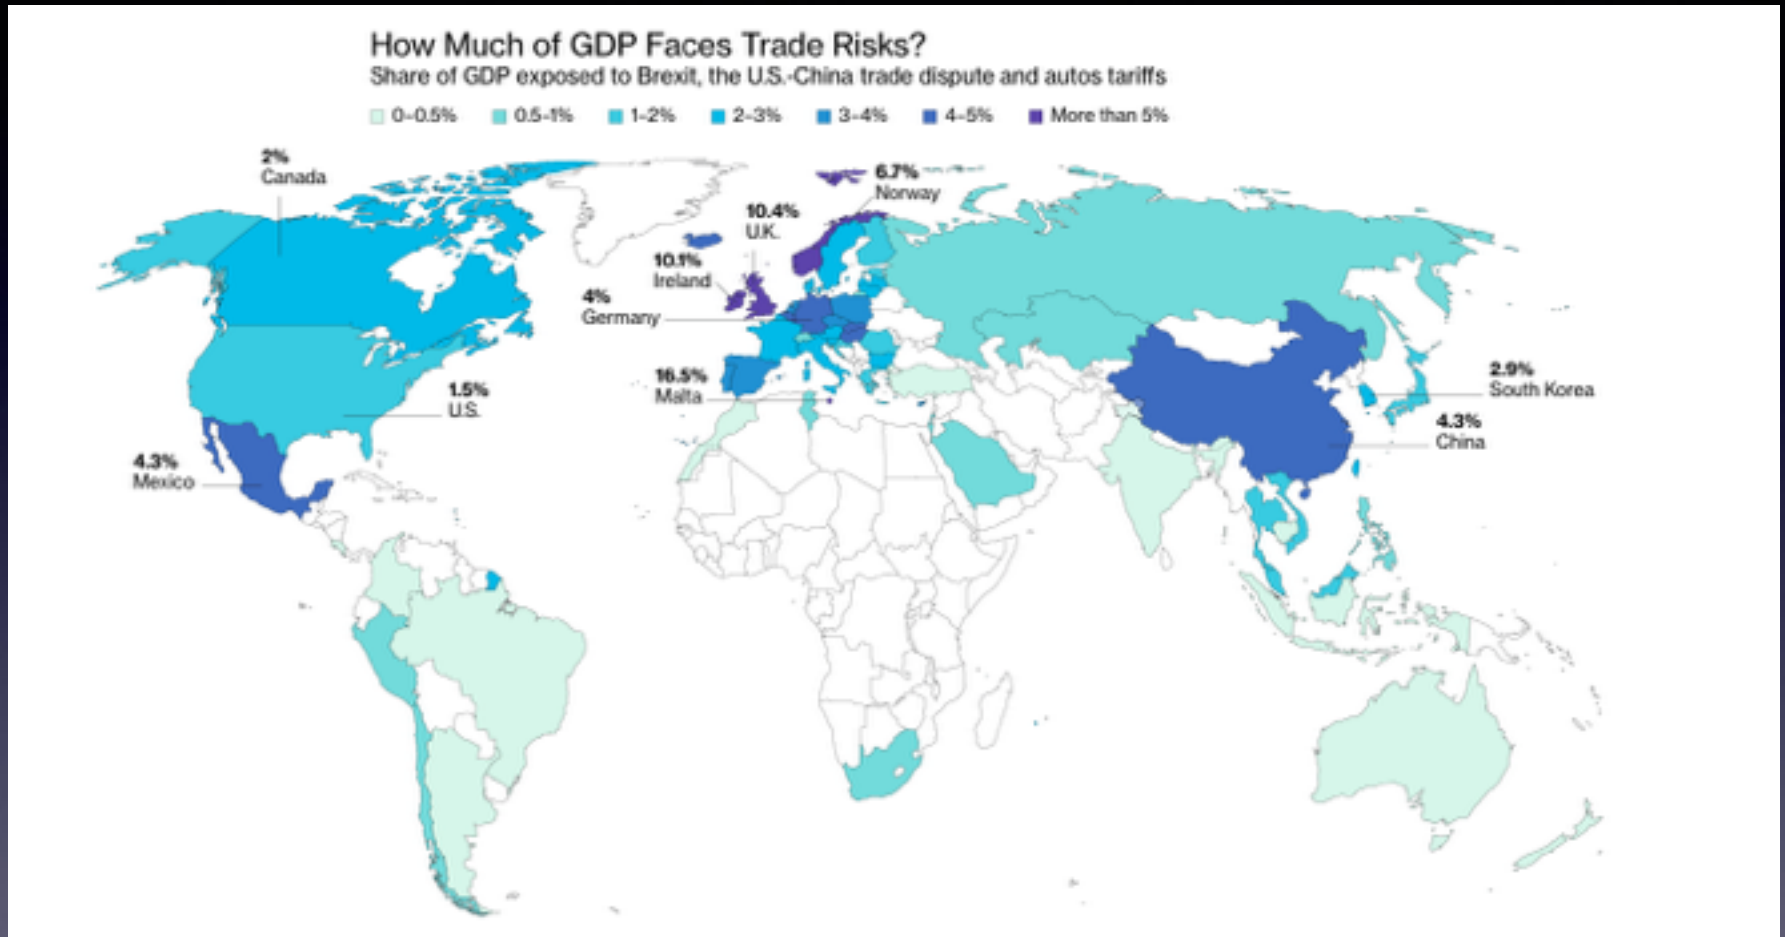 How Much of GDP Faces Trade Risks?
Share of GDP exposed to Brexit, the U.S.-China trade dispute and autos tariffs
0-0.5% 0.5-1% 1-2% 2-3% 3-4% 4-5% More than 5%
2%
Canada
6.7%
Norway
10.4%
U.K.
10.1%
Ireland
4%
Germany
16.5%
Malta
1.5%
U.S.
4.3%
Mexico
2.9%
South Korea
4.3%
China